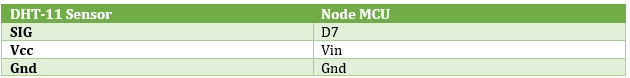 DHT-11 Sensor Node MCU
SIG D7
Vcc Vin
Gnd Gnd